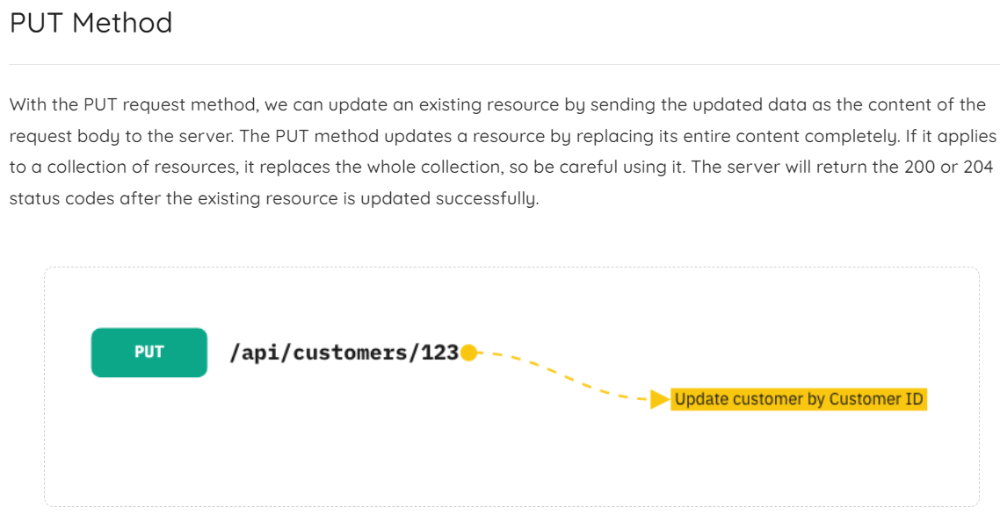 PUT Method
With the PUT request method, we can update an existing resource by sending the updated data as the content of the
request body to the server. The PUT method updates a resource by replacing its entire content completely. If it applies
to a collection of resources, it replaces the whole collection, so be careful using it. The server will return the 200 or 204
status codes after the existing resource is updated successfully.
PUT /api/customers/123
Update customer by Customer ID